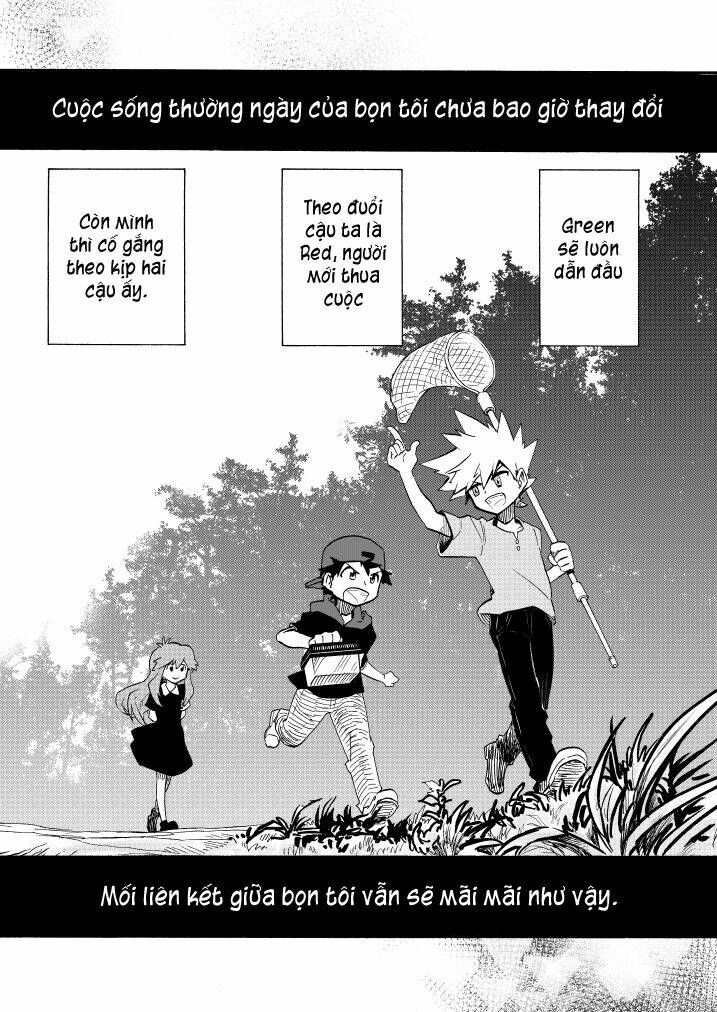 Cuộc sống thường ngày của bọn tôi chưa bao giờ thay đổi
Green
sẽ luôn
dẫn đầu
Theo đuổi
cậu ta là
Red, người
mới thua
cuộc
Còn mình
thì cố gắng
theo kịp hai
cậu ấy.
Mối liên kết giữa bọn tôi vẫn sẽ mãi mãi như vậy.